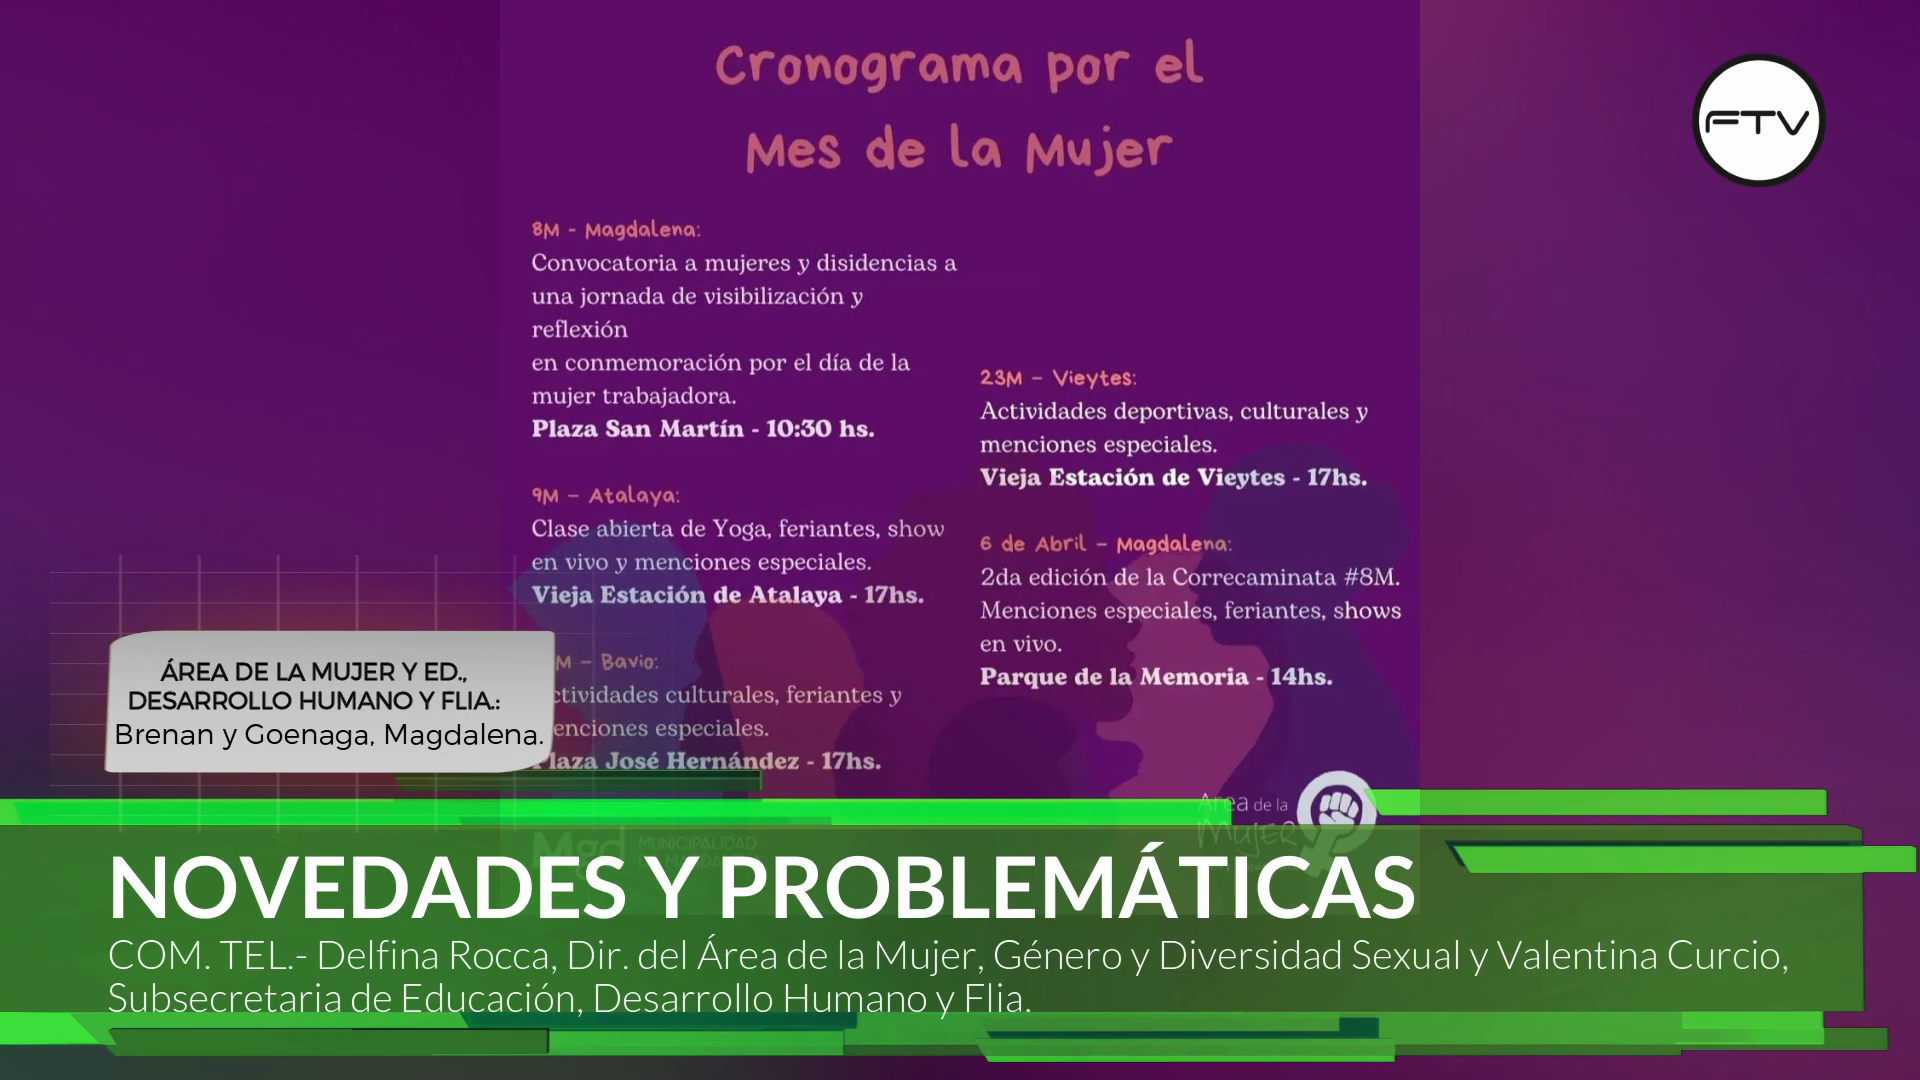 Cronograma por el
Mes de la Mujer
FTV
8M - Magdalena:
Convocatoria a mujeres y disidencias a
una jornada de visibilización y
reflexión
en conmemoración por el día de la
mujer trabajadora.
Plaza San Martín - 10:30 hs.
9M - Atalaya:
Clase abierta de Yoga, feriantes, show
en vivo y menciones especiales.
Vieja Estación de Atalaya - 17hs.
M - Bavio:
ctividades culturales, feriantes y
enciones especiales.
Plaza José Hernández - 17hs.
23M - Vieytes:
Actividades deportivas, culturales y
menciones especiales.
Vieja Estación de Vieytes - 17hs.
6 de Abril - Magdalena:
2da edición de la Correcaminata #8M.
Menciones especiales, feriantes, shows
en vivo.
Parque de la Memoria - 14hs.
ÁREA DE LA MUJER Y ED.,
DESARROLLO HUMANO Y FLIA.:
Brenan y Goenaga, Magdalena.
Área de la
MUJER
Mgd
MUNICIPALIDAD
NOVEDADES Y PROBLEMÁTICAS
COM. TEL.- Delfina Rocca, Dir. del Área de la Mujer, Género y Diversidad Sexual y Valentina Curcio,
Subsecretaria de Educación, Desarrollo Humano y Flia.